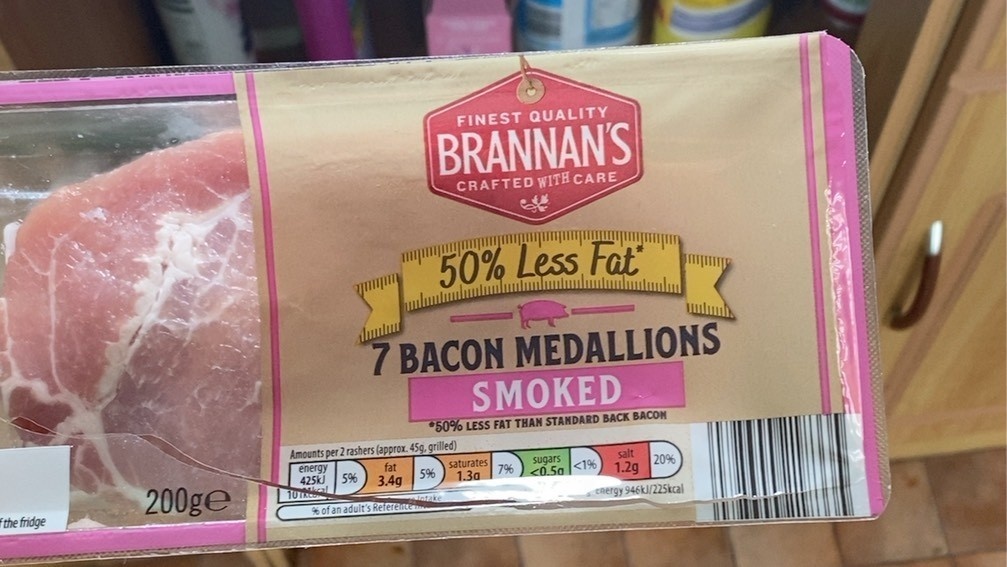 FINEST QUALITY
BRANNAN'S
CRAFTED WITH CARE
50% Less Fat*
7 BACON MEDALLIONS
SMOKED
*50% LESS FAT THAN STANDARD BACK BACON
Amounts per 2 rashers (approx. 45g, grilled)
energy 425kJ 5% fat 3.4g 5% saturates 1.3g 7% sugars <0.5g <1% salt 1.2g 20%
% of an adult's Reference energy 946kJ/225kcal
200g℮
f the fridge